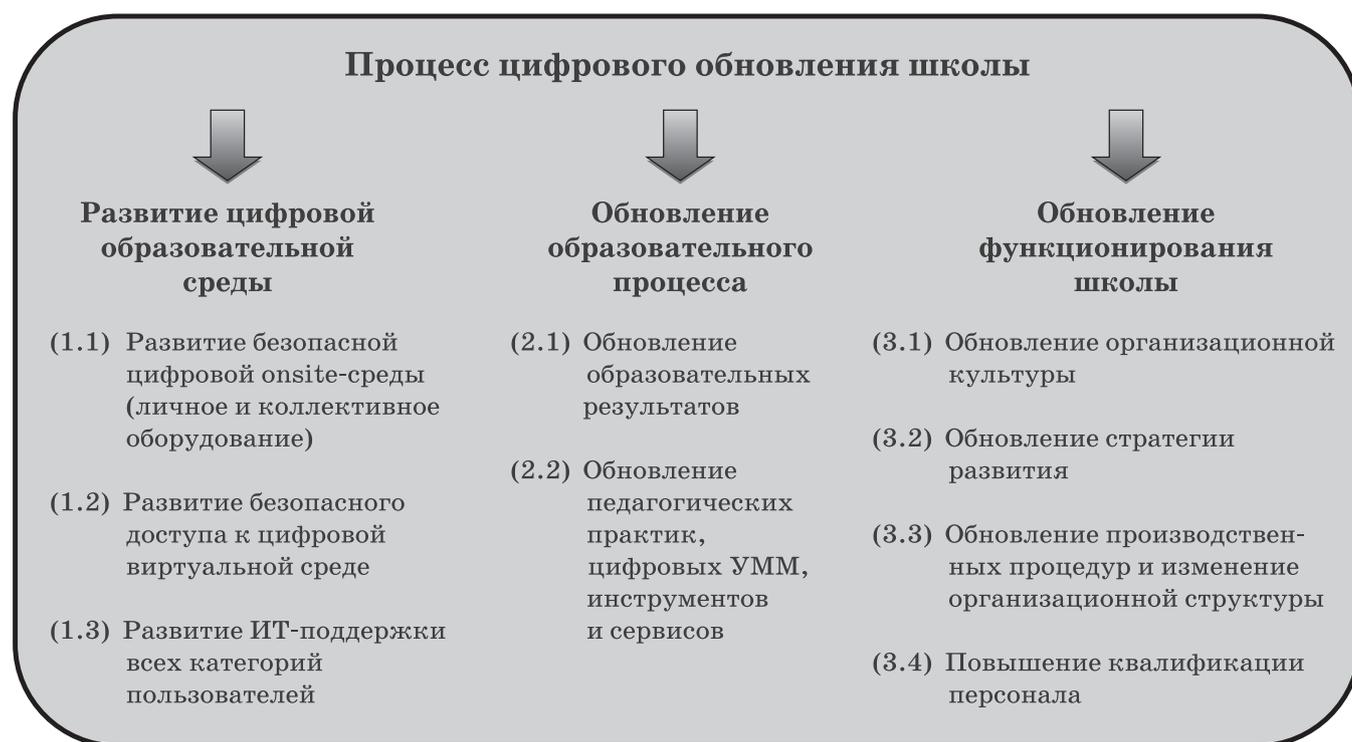 Процесс цифрового обновления школы
Развитие цифровой
образовательной
среды
(1.1) Развитие безопасной
цифровой onsite-среды
(личное и коллективное
оборудование)
(1.2) Развитие безопасного
доступа к цифровой
виртуальной среде
(1.3) Развитие ИТ-поддержки
всех категорий
пользователей
Обновление
образовательного
процесса
(2.1) Обновление
образовательных
результатов
(2.2) Обновление
педагогических
практик,
цифровых УММ,
инструментов
и сервисов
Обновление
функционирования
школы
(3.1) Обновление организационной
культуры
(3.2) Обновление стратегии
развития
(3.3) Обновление производствен-
ных процедур и изменение
организационной структуры
(3.4) Повышение квалификации
персонала